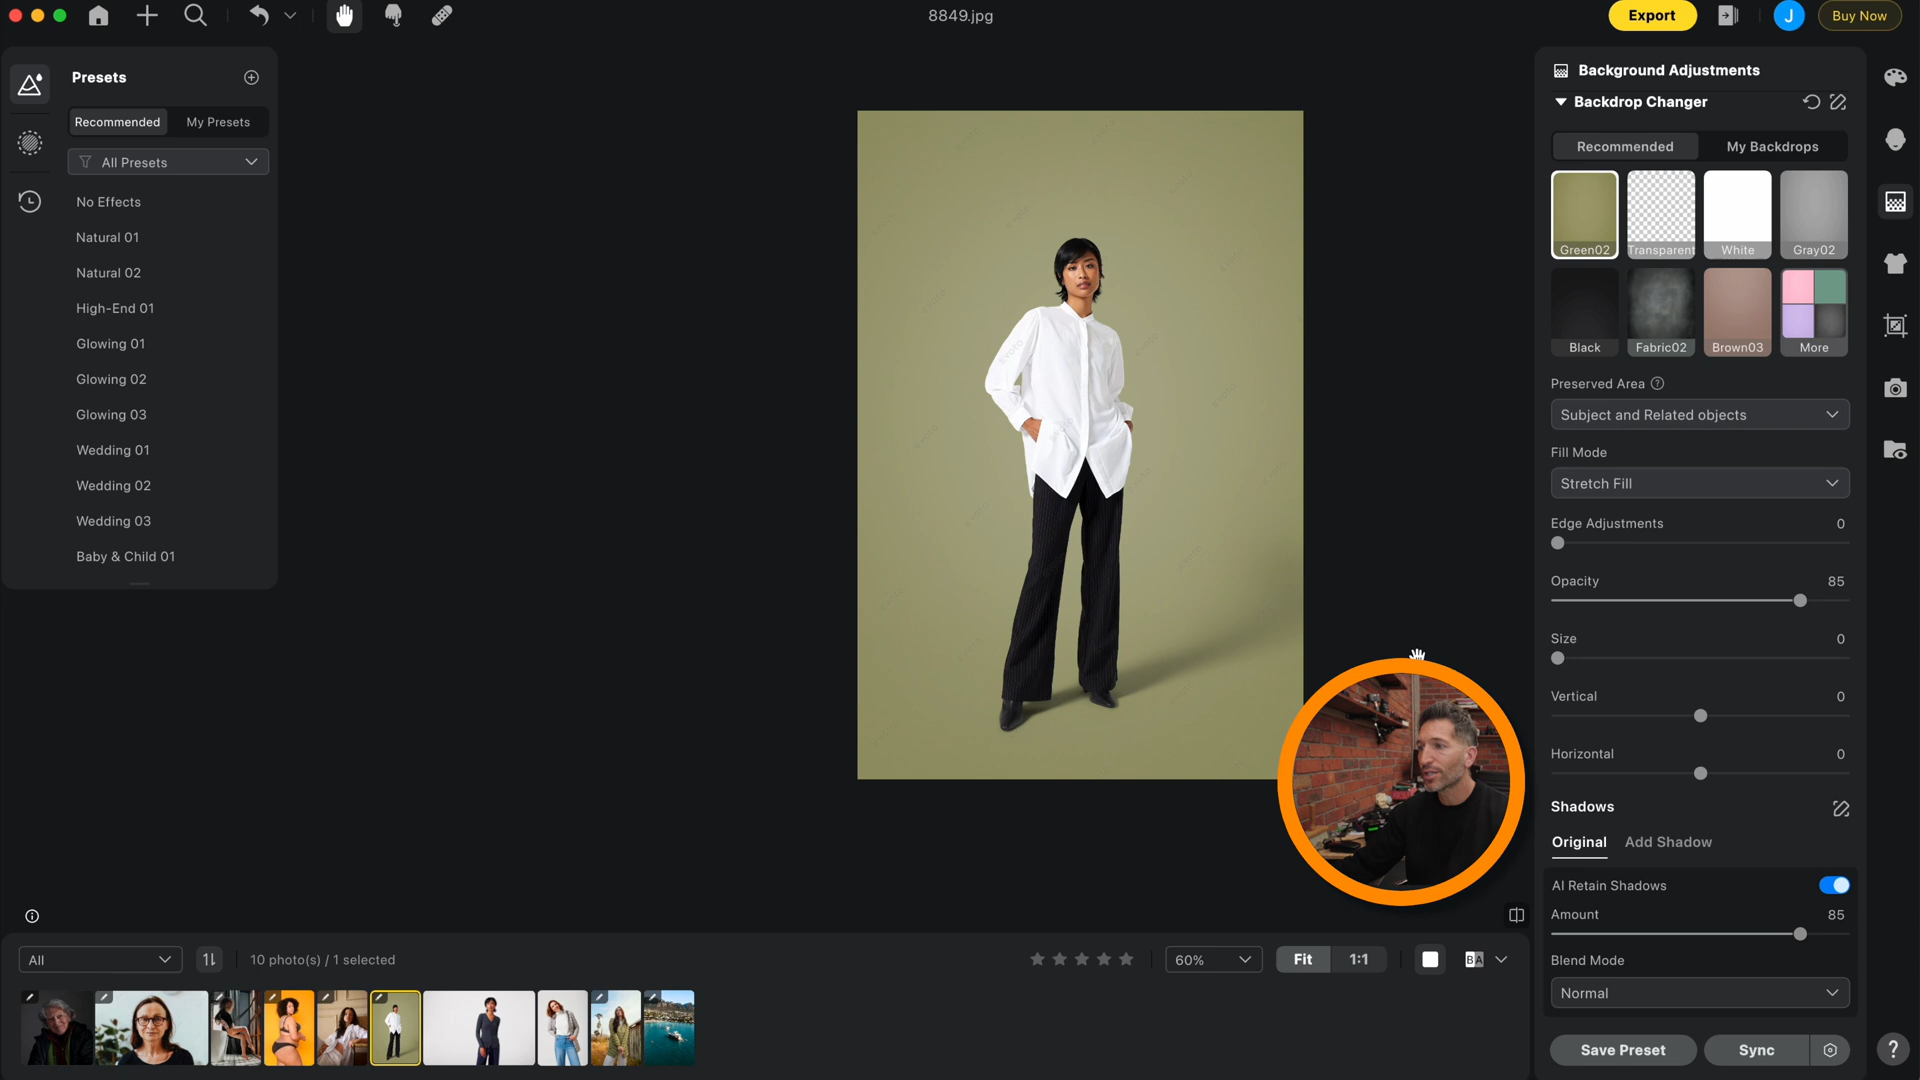 8849.jpg
Export
J
Buy Now
Presets
Recommended
My Presets
All Presets
No Effects
Natural 01
Natural 02
High-End 01
Glowing 01
Glowing 02
Glowing 03
Wedding 01
Wedding 02
Wedding 03
Baby & Child 01
evoto
Background Adjustments
Backdrop Changer
Recommended
My Backdrops
Green02
Transparent
White
Gray02
Black
Fabric02
Brown03
More
Preserved Area ?
Subject and Related objects
Fill Mode
Stretch Fill
Edge Adjustments 0
Opacity 85
Size 0
Vertical 0
Horizontal 0
Shadows
Original Add Shadow
AI Retain Shadows
Amount 85
Blend Mode
Normal
Save Preset
Sync
?
All
10 photo(s) / 1 selected
60%
Fit
1:1
BA